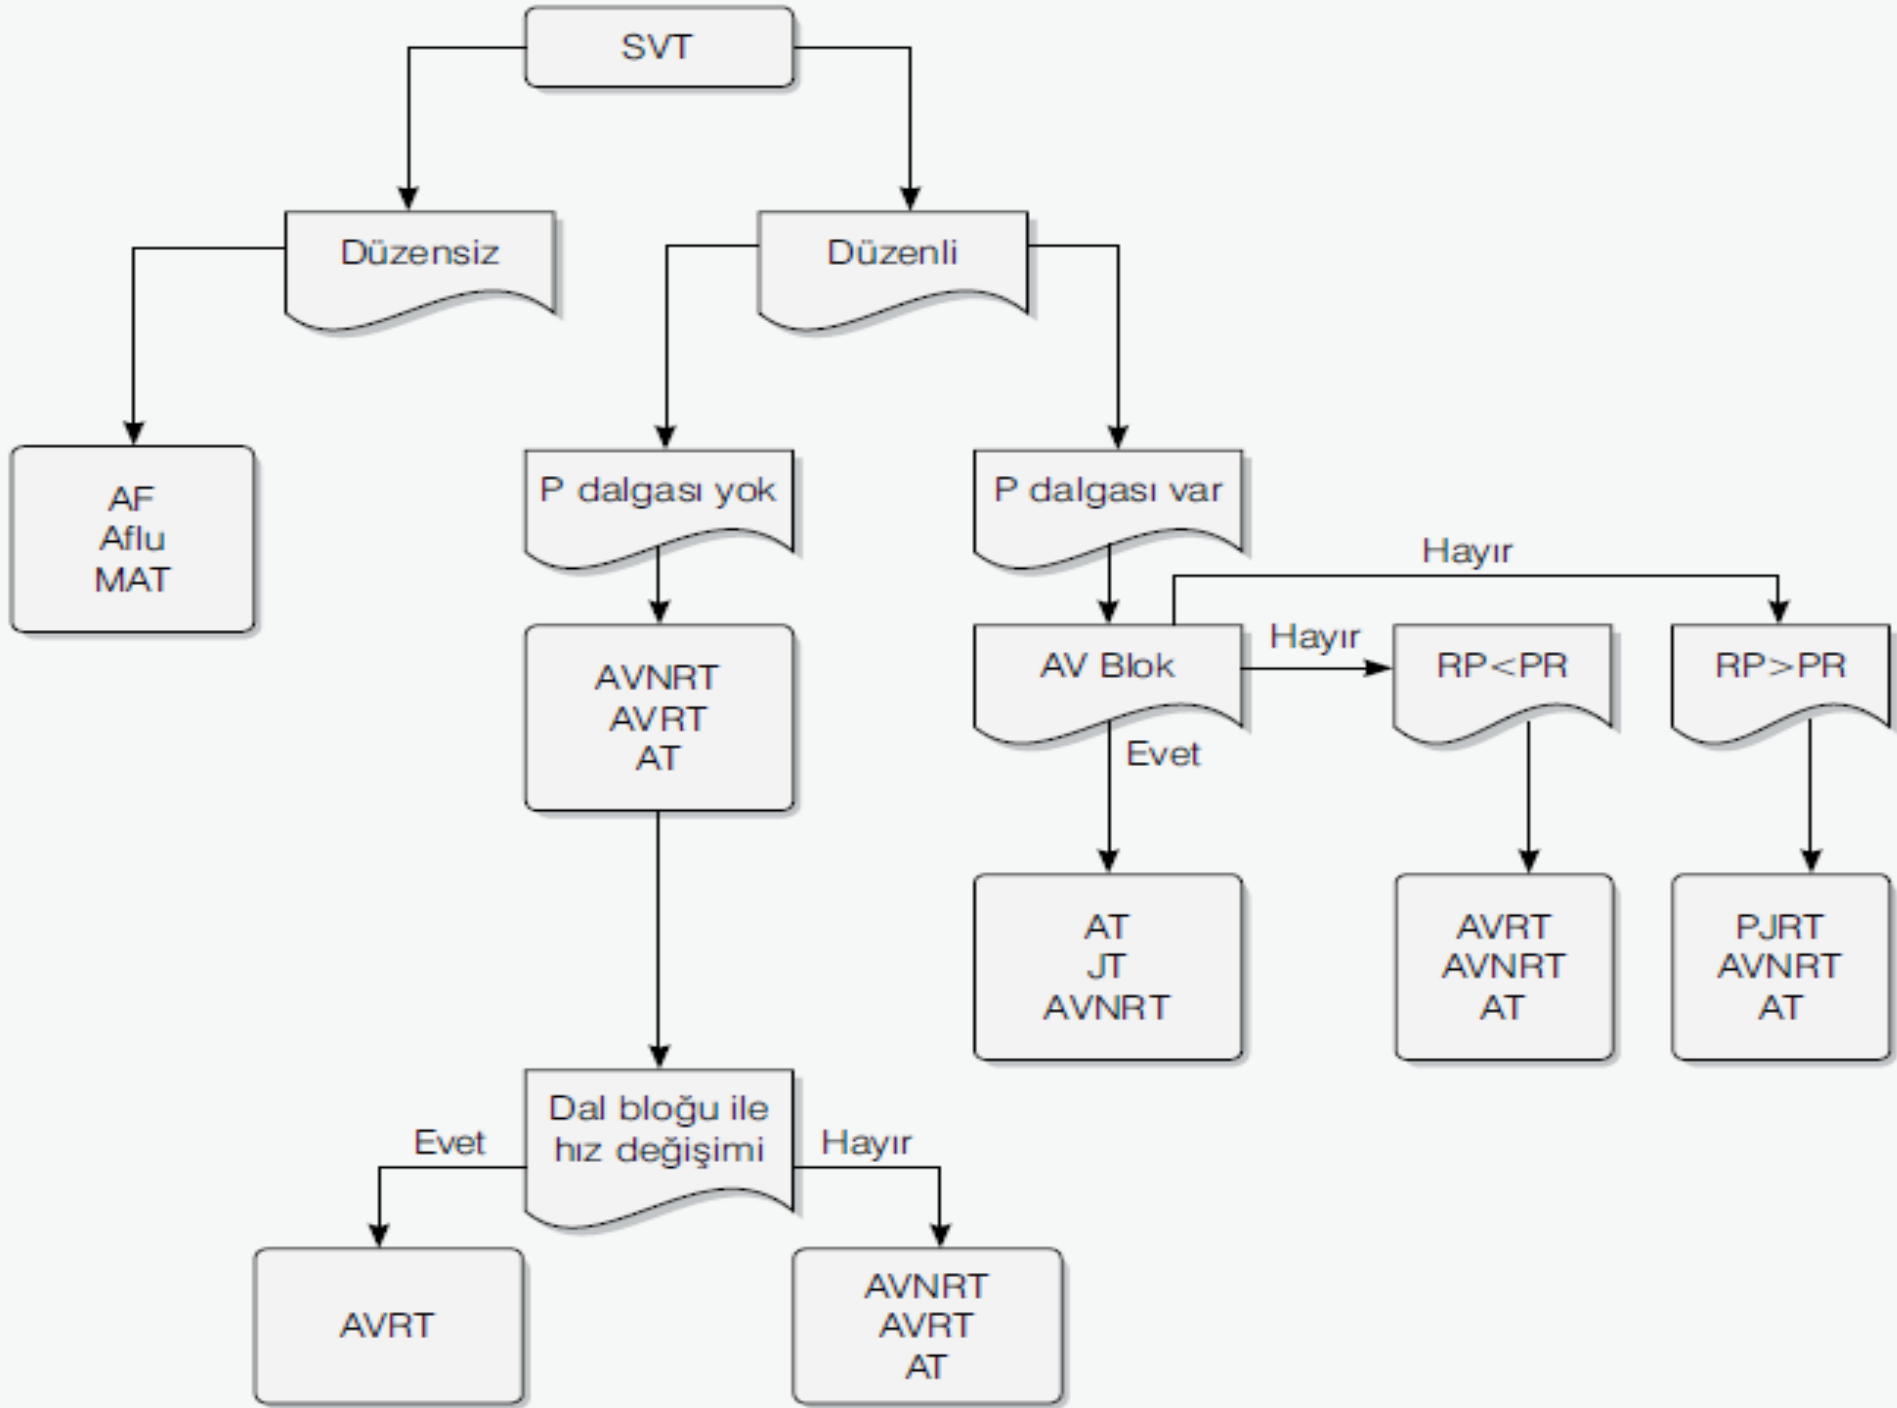 SVT
Düzensiz
Düzenli
AF
Aflu
MAT
P dalgası yok
P dalgası var
Hayır
AVNRT
AVRT
AT
AV Blok
Hayır
RP<PR
RP>PR
Evet
AT
JT
AVNRT
AVRT
AVNRT
AT
PJRT
AVNRT
AT
Dal bloğu ile
hız değişimi
Evet
Hayır
AVRT
AVNRT
AVRT
AT